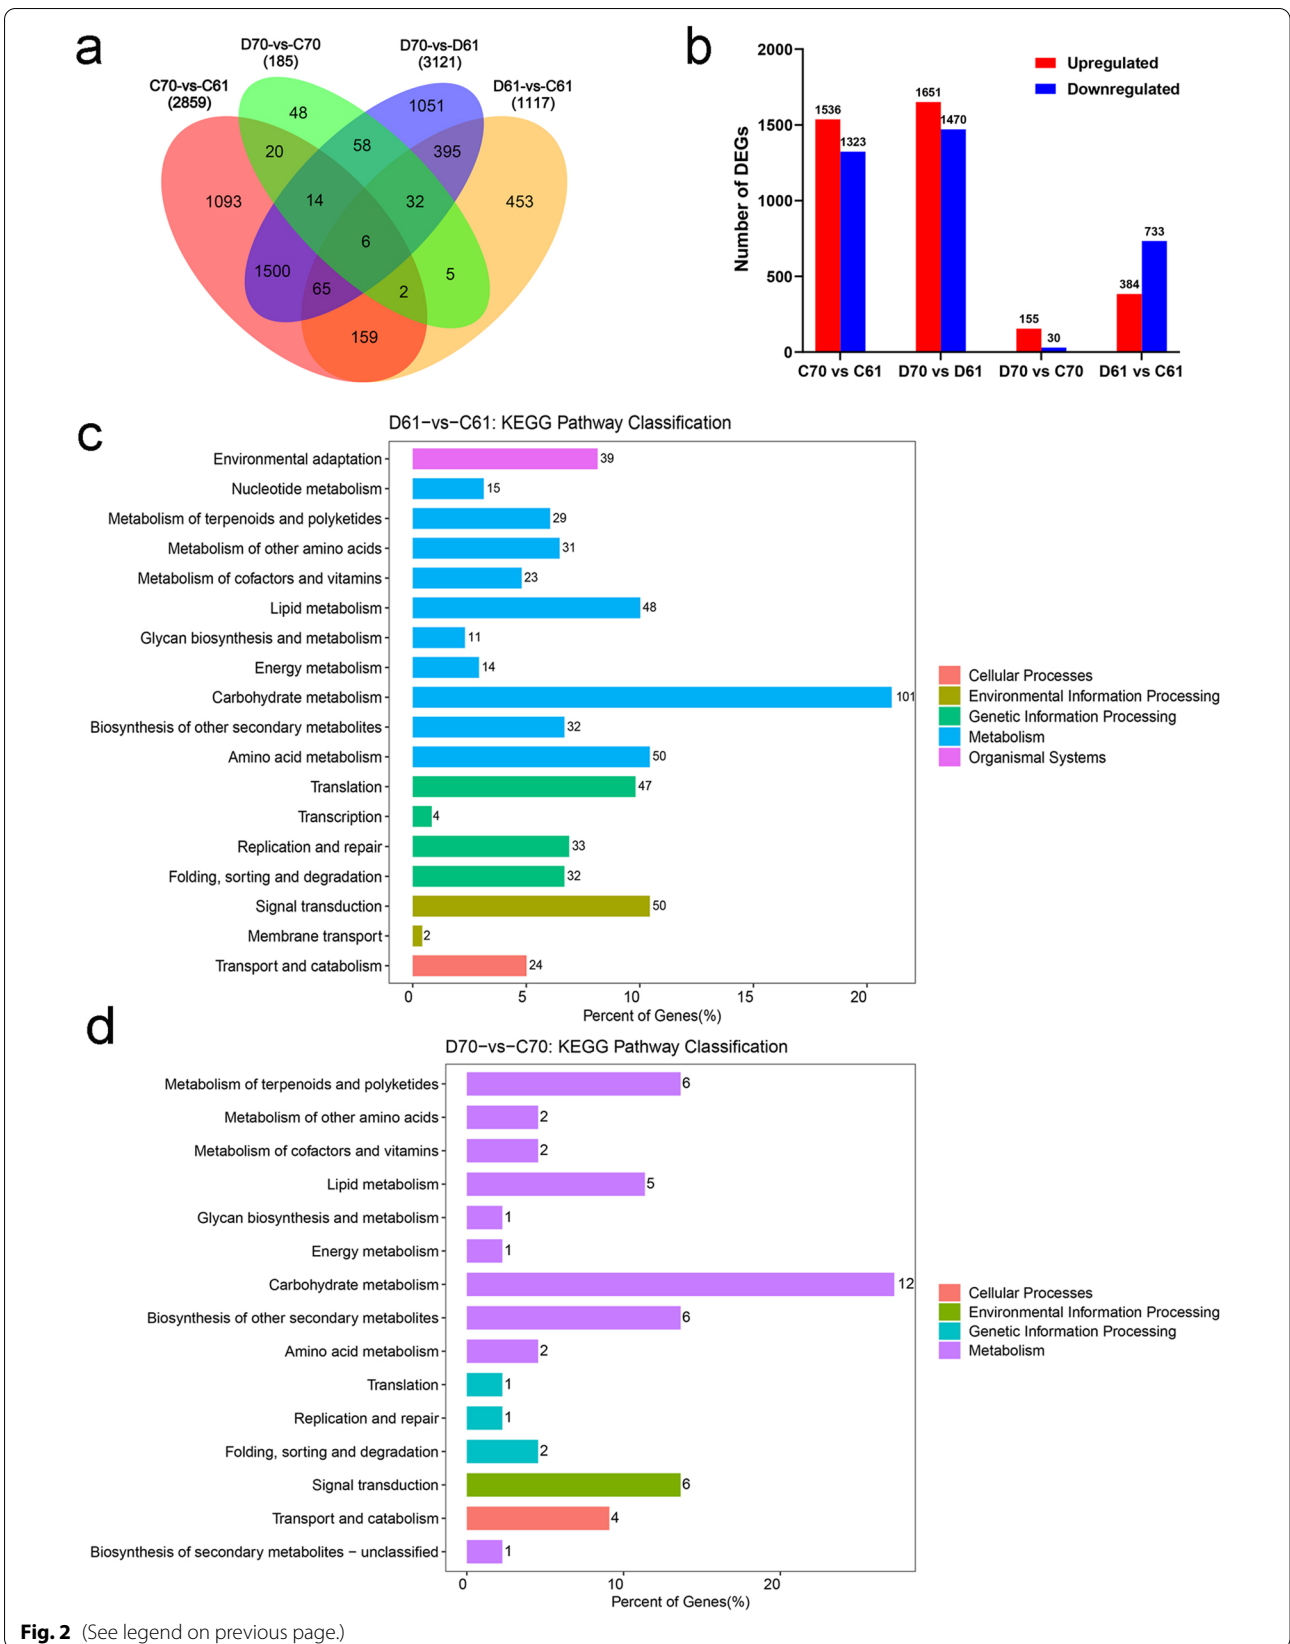 a
D70-vs-C70
(185)
D70-vs-D61
(3121)
C70-vs-C61
(2859)
D61-vs-C61
(1117)
48
1051
20
58
395
1093
14
32
453
6
1500
65
2
5
159
b
Number of DEGs
2000
1500
1000
500
0
Upregulated
Downregulated
1536
1323
1651
1470
155
30
384
733
C70 vs C61
D70 vs D61
D70 vs C70
D61 vs C61
c
D61−vs−C61: KEGG Pathway Classification
Environmental adaptation 39
Nucleotide metabolism 15
Metabolism of terpenoids and polyketides 29
Metabolism of other amino acids 31
Metabolism of cofactors and vitamins 23
Lipid metabolism 48
Glycan biosynthesis and metabolism 11
Energy metabolism 14
Carbohydrate metabolism 101
Biosynthesis of other secondary metabolites 32
Amino acid metabolism 50
Translation 47
Transcription 4
Replication and repair 33
Folding, sorting and degradation 32
Signal transduction 50
Membrane transport 2
Transport and catabolism 24
0 5 10 15 20
Percent of Genes(%)
Cellular Processes
Environmental Information Processing
Genetic Information Processing
Metabolism
Organismal Systems
d
D70−vs−C70: KEGG Pathway Classification
Metabolism of terpenoids and polyketides 6
Metabolism of other amino acids 2
Metabolism of cofactors and vitamins 2
Lipid metabolism 5
Glycan biosynthesis and metabolism 1
Energy metabolism 1
Carbohydrate metabolism 12
Biosynthesis of other secondary metabolites 6
Amino acid metabolism 2
Translation 1
Replication and repair 1
Folding, sorting and degradation 2
Signal transduction 6
Transport and catabolism 4
Biosynthesis of secondary metabolites − unclassified 1
0 10 20
Percent of Genes(%)
Cellular Processes
Environmental Information Processing
Genetic Information Processing
Metabolism
Fig. 2 (See legend on previous page.)